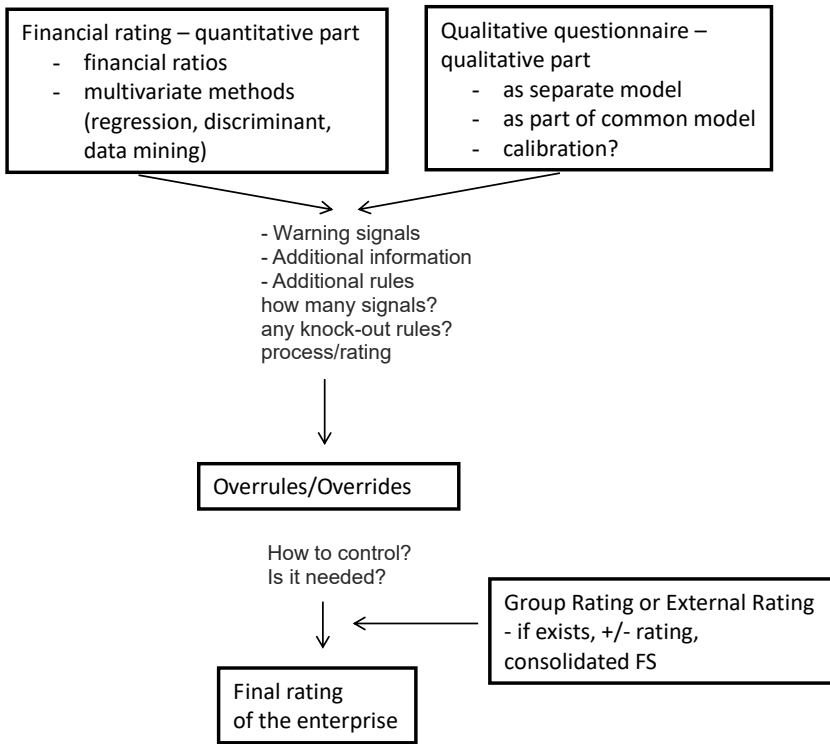 Financial rating – quantitative part
- financial ratios
- multivariate methods
(regression, discriminant,
data mining)
Qualitative questionnaire –
qualitative part
- as separate model
- as part of common model
- calibration?
- Warning signals
- Additional information
- Additional rules
how many signals?
any knock-out rules?
process/rating
Overrules/Overrides
How to control?
Is it needed?
Group Rating or External Rating
- if exists, +/- rating,
consolidated FS
Final rating
of the enterprise